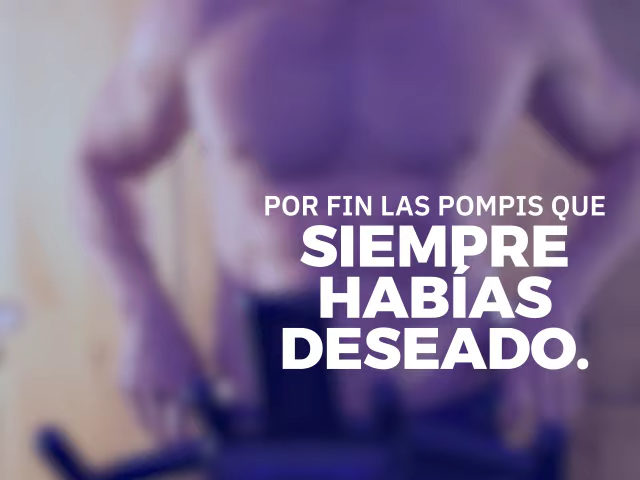 POR FIN LAS POMPIS QUE
SIEMPRE
HABÍAS
DESEADO.